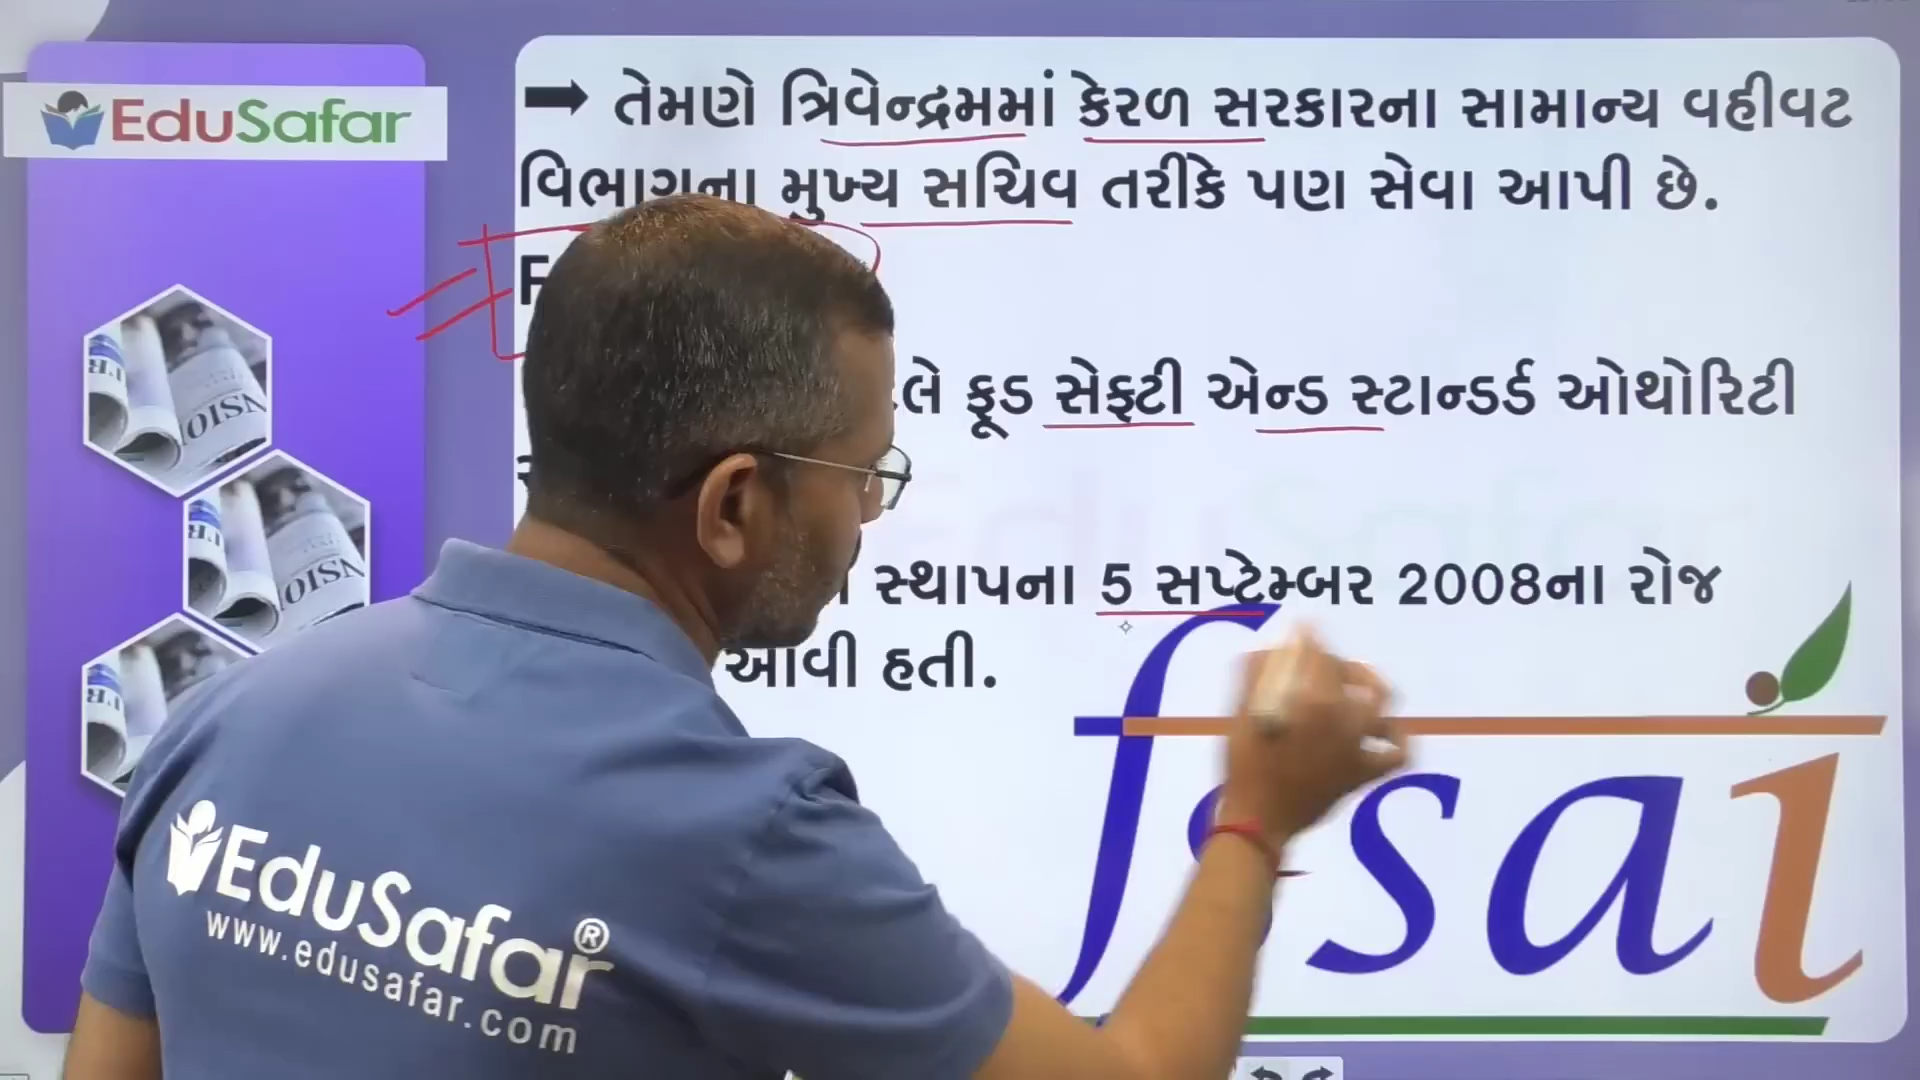 EduSafar
➡ તેમણે ત્રિવેન્દ્રમમાં કેરળ સરકારના સામાન્ય વહીવટ
વિભાગના મુખ્ય સચિવ તરીકે પણ સેવા આપી છે.
ફૂડ સેફ્ટી એન્ડ સ્ટાન્ડર્ડ ઓથોરિટી
સ્થાપના 5 સપ્ટેમ્બર 2008ના રોજ
આવી હતી.
EduSafar
fssai
EduSafar®
www.edusafar.com